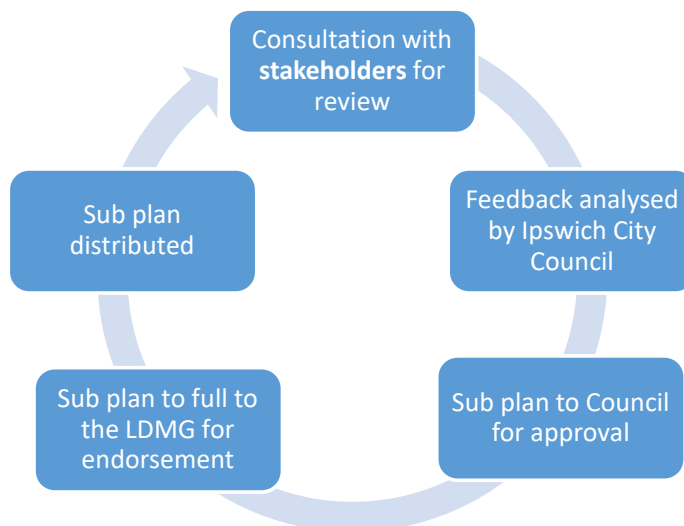 Consultation with
stakeholders for
review
Feedback analysed
by Ipswich City
Council
Sub plan to Council
for approval
Sub plan to full to
the LDMG for
endorsement
Sub plan
distributed